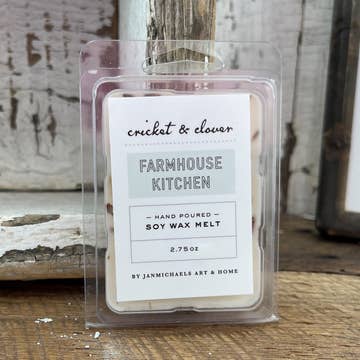 cricket & clover
FARMHOUSE
KITCHEN
— HAND POURED —
SOY WAX MELT
2.75oz
BY JANMICHAELS ART & HOME